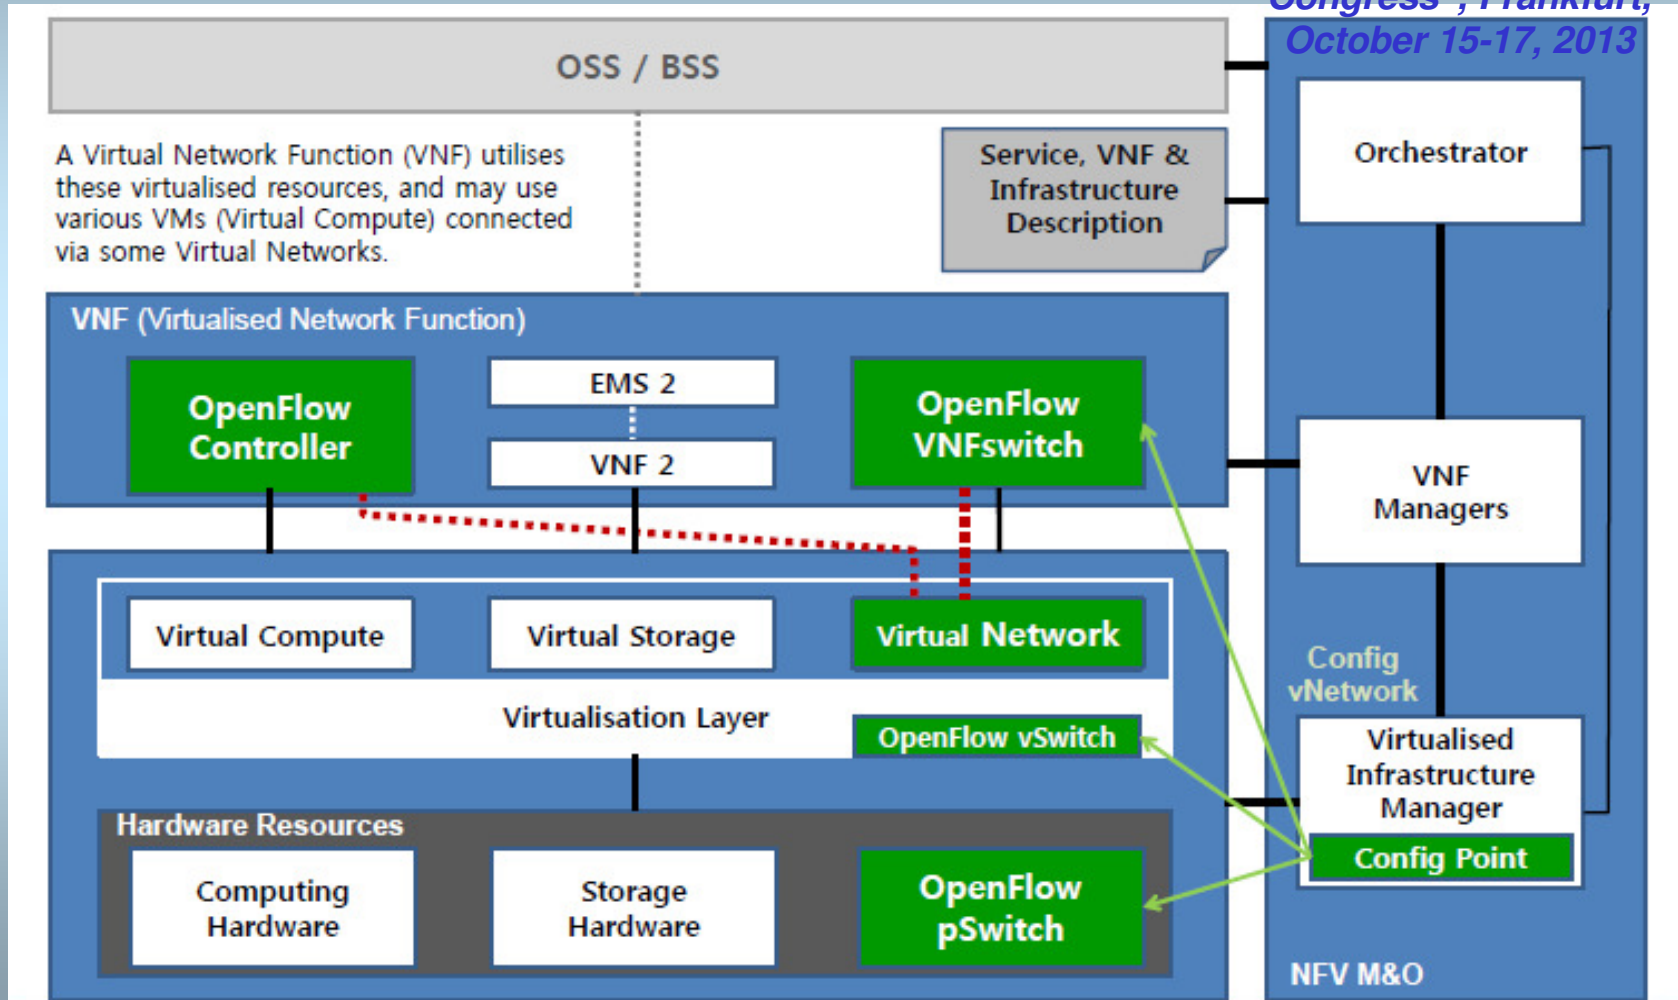 Congress", Frankfurt,
October 15-17, 2013
OSS / BSS
A Virtual Network Function (VNF) utilises
these virtualised resources, and may use
various VMs (Virtual Compute) connected
via some Virtual Networks.
Service, VNF &
Infrastructure
Description
Orchestrator
VNF (Virtualised Network Function)
OpenFlow
Controller
EMS 2
VNF 2
OpenFlow
VNFswitch
VNF
Managers
Virtual Compute
Virtual Storage
Virtual Network
Config
vNetwork
Virtualisation Layer
OpenFlow vSwitch
Virtualised
Infrastructure
Manager
Config Point
Hardware Resources
Computing
Hardware
Storage
Hardware
OpenFlow
pSwitch
NFV M&O